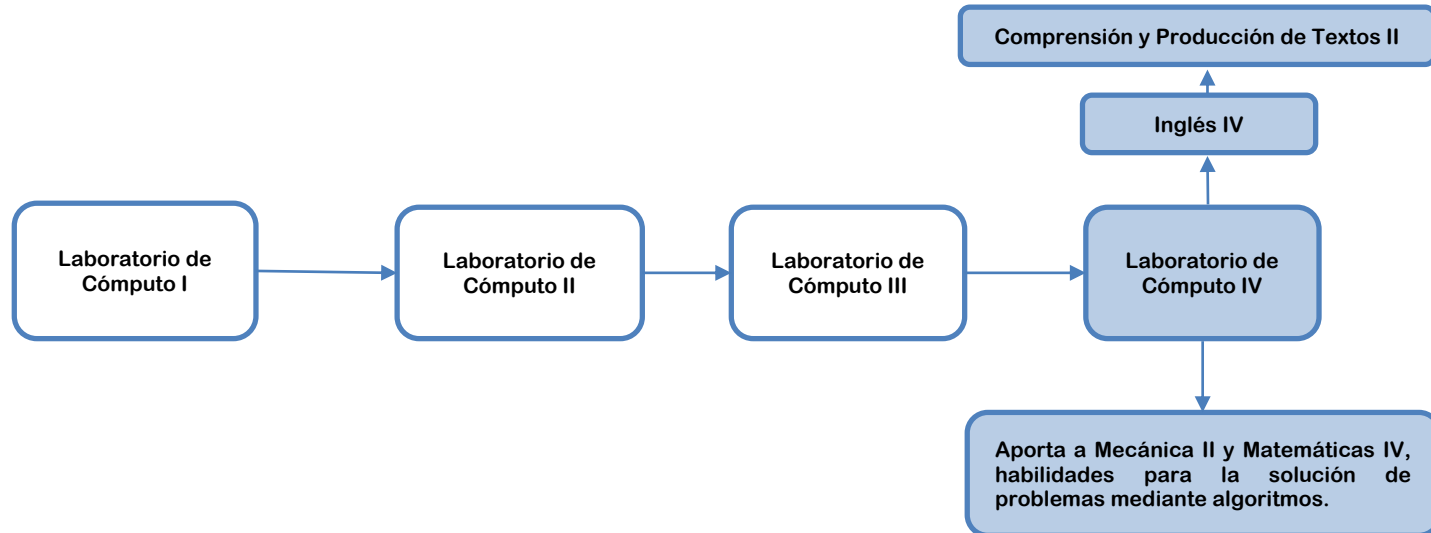 Comprensión y Producción de Textos II
Inglés IV
Laboratorio de
Cómputo I
Laboratorio de
Cómputo II
Laboratorio de
Cómputo III
Laboratorio de
Cómputo IV
Aporta a Mecánica II y Matemáticas IV,
habilidades para la solución de
problemas mediante algoritmos.